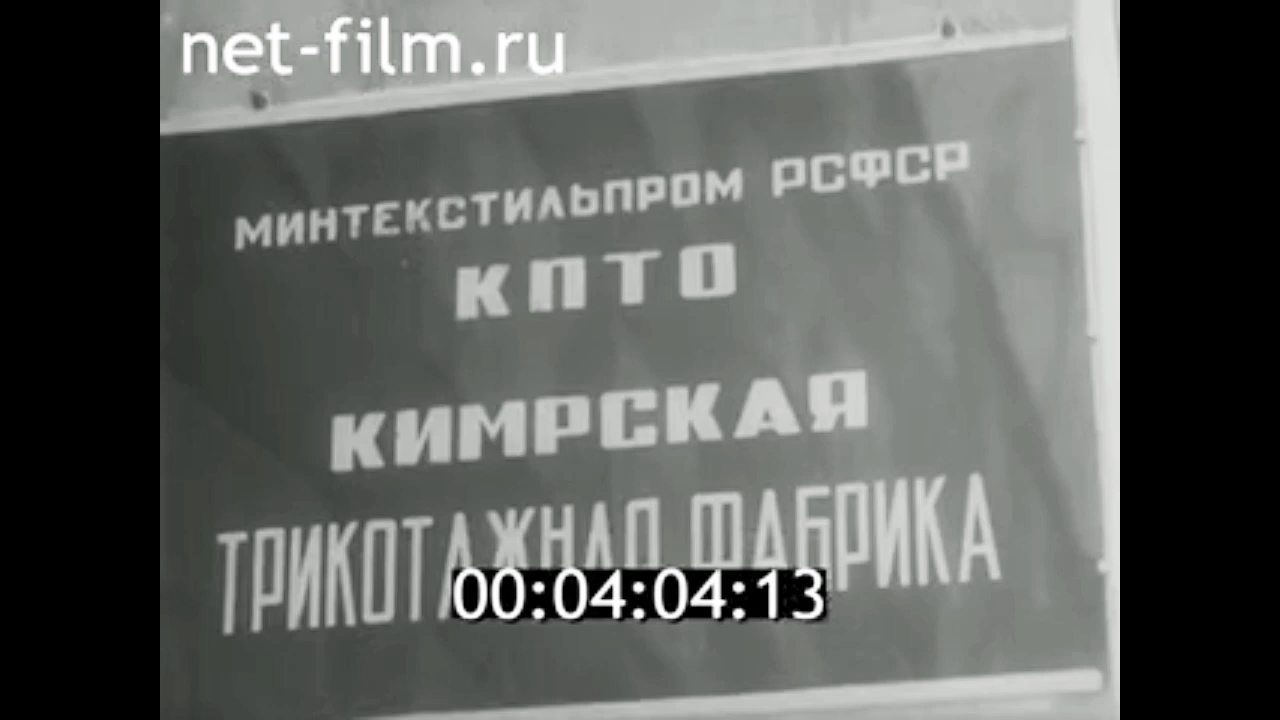 net-film.ru
МИНТЕКСТИЛЬПРОМ РСФСР
КПТО
КИМРСКАЯ
ТРИКОТАЖНАЯ ФАБРИКА
00:04:04:13